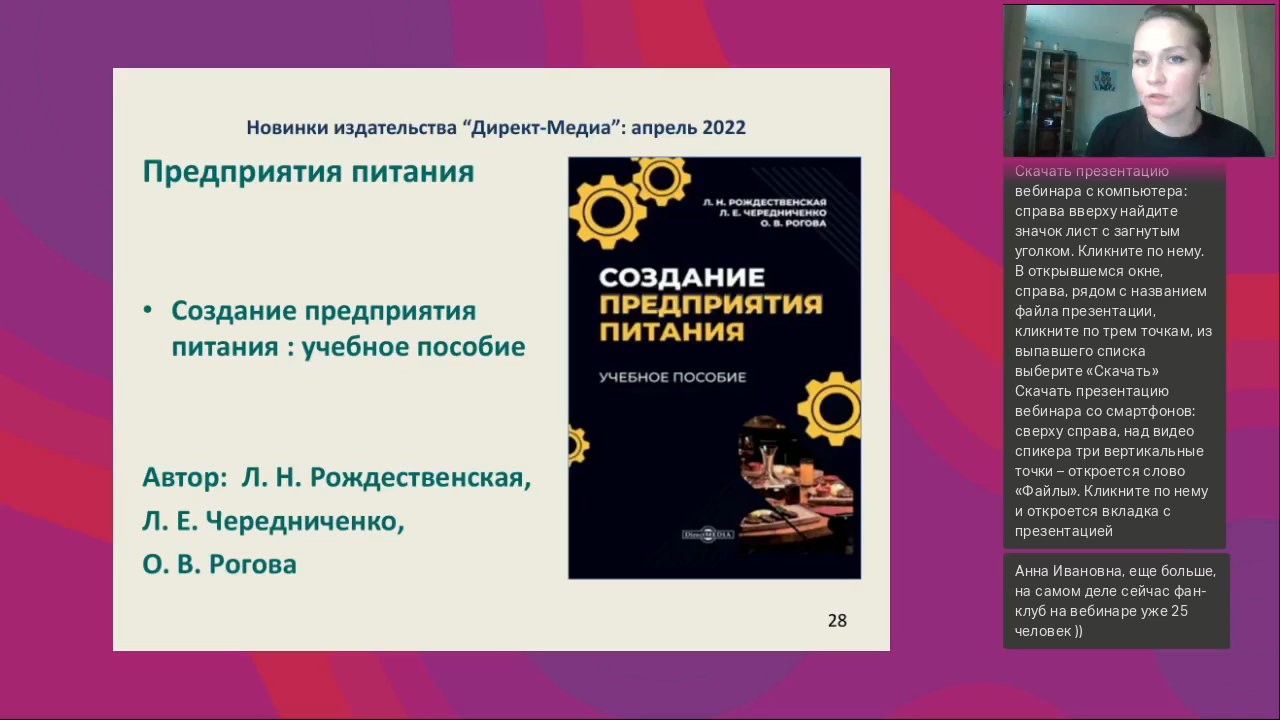 Новинки издательства “Директ-Медиа”: апрель 2022
Предприятия питания
• Создание предприятия
питания : учебное пособие
Автор: Л. Н. Рождественская,
Л. Е. Чередниченко,
О. В. Рогова
Л. Н. РОЖДЕСТВЕНСКАЯ
Л. Е. ЧЕРЕДНИЧЕНКО
О. В. РОГОВА
СОЗДАНИЕ
ПРЕДПРИЯТИЯ
ПИТАНИЯ
УЧЕБНОЕ ПОСОБИЕ
DirectMEDIA
28
Скачать презентацию
вебинара с компьютера:
справа вверху найдите
значок лист с загнутым
уголком. Кликните по нему.
В открывшемся окне,
справа, рядом с названием
файла презентации,
кликните по трем точкам, из
выпавшего списка
выберите «Скачать»
Скачать презентацию
вебинара со смартфонов:
сверху справа, над видео
спикера три вертикальные
точки – откроется слово
«Файлы». Кликните по нему
и откроется вкладка с
презентацией
Анна Ивановна, еще больше,
на самом деле сейчас фан-
клуб на вебинаре уже 25
человек ))